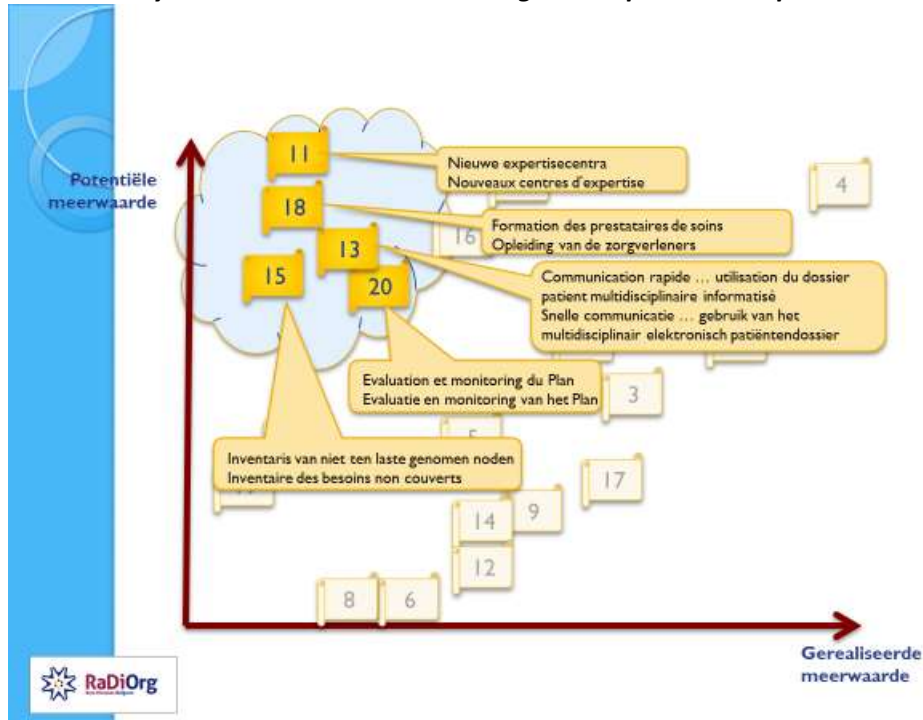 Potentiële
meerwaarde
11
Nieuwe expertisecentra
Nouveaux centres d'expertise
4
18
Formation des prestataires de soins
Opleiding van de zorgverleners
16
13
15
20
Communication rapide ... utilisation du dossier
patient multidisciplinaire informatisé
Snelle communicatie ... gebruik van het
multidisciplinair elektronisch patiëntendossier
Evaluation et monitoring du Plan
Evaluatie en monitoring van het Plan
3
5
Inventaris van niet ten laste genomen noden
Inventaire des besoins non couverts
17
14
9
12
8
6
Gerealiseerde
meerwaarde
RaDiOrg